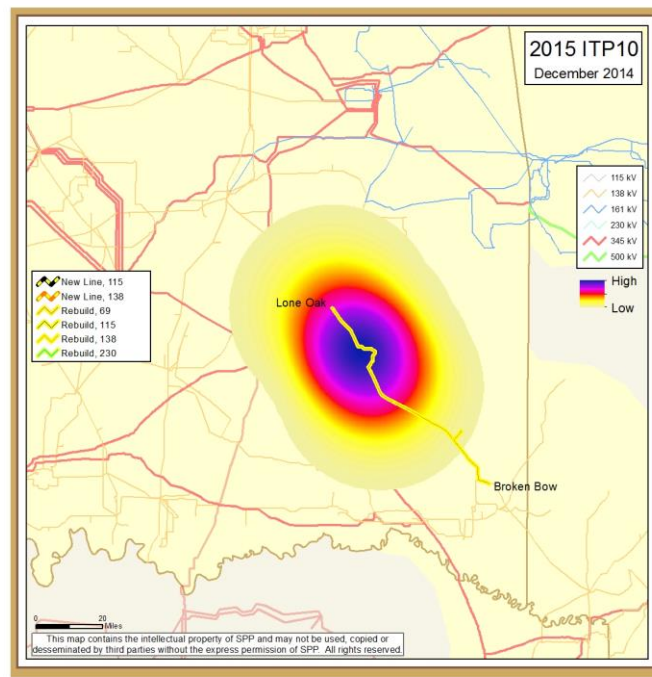 2015 ITP10
December 2014
115 kV
138 kV
161 kV
230 kV
345 kV
500 kV
High
Low
New Line, 115
New Line, 138
Rebuild, 69
Rebuild, 115
Rebuild, 138
Rebuild, 230
Lone Oak
Broken Bow
0 20
Miles
This map contains the intellectual property of SPP and may not be used, copied or
desseminated by third parties without the express permission of SPP. All rights reserved.